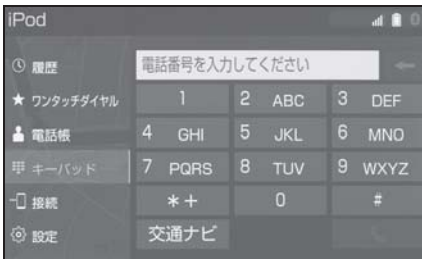 iPod 0
履歴
ワンタッチダイヤル
電話帳
キーパッド
接続
設定
電話番号を入力してください
1 2 ABC 3 DEF
4 GHI 5 JKL 6 MNO
7 PQRS 8 TUV 9 WXYZ
*+ 0 #
交通ナビ